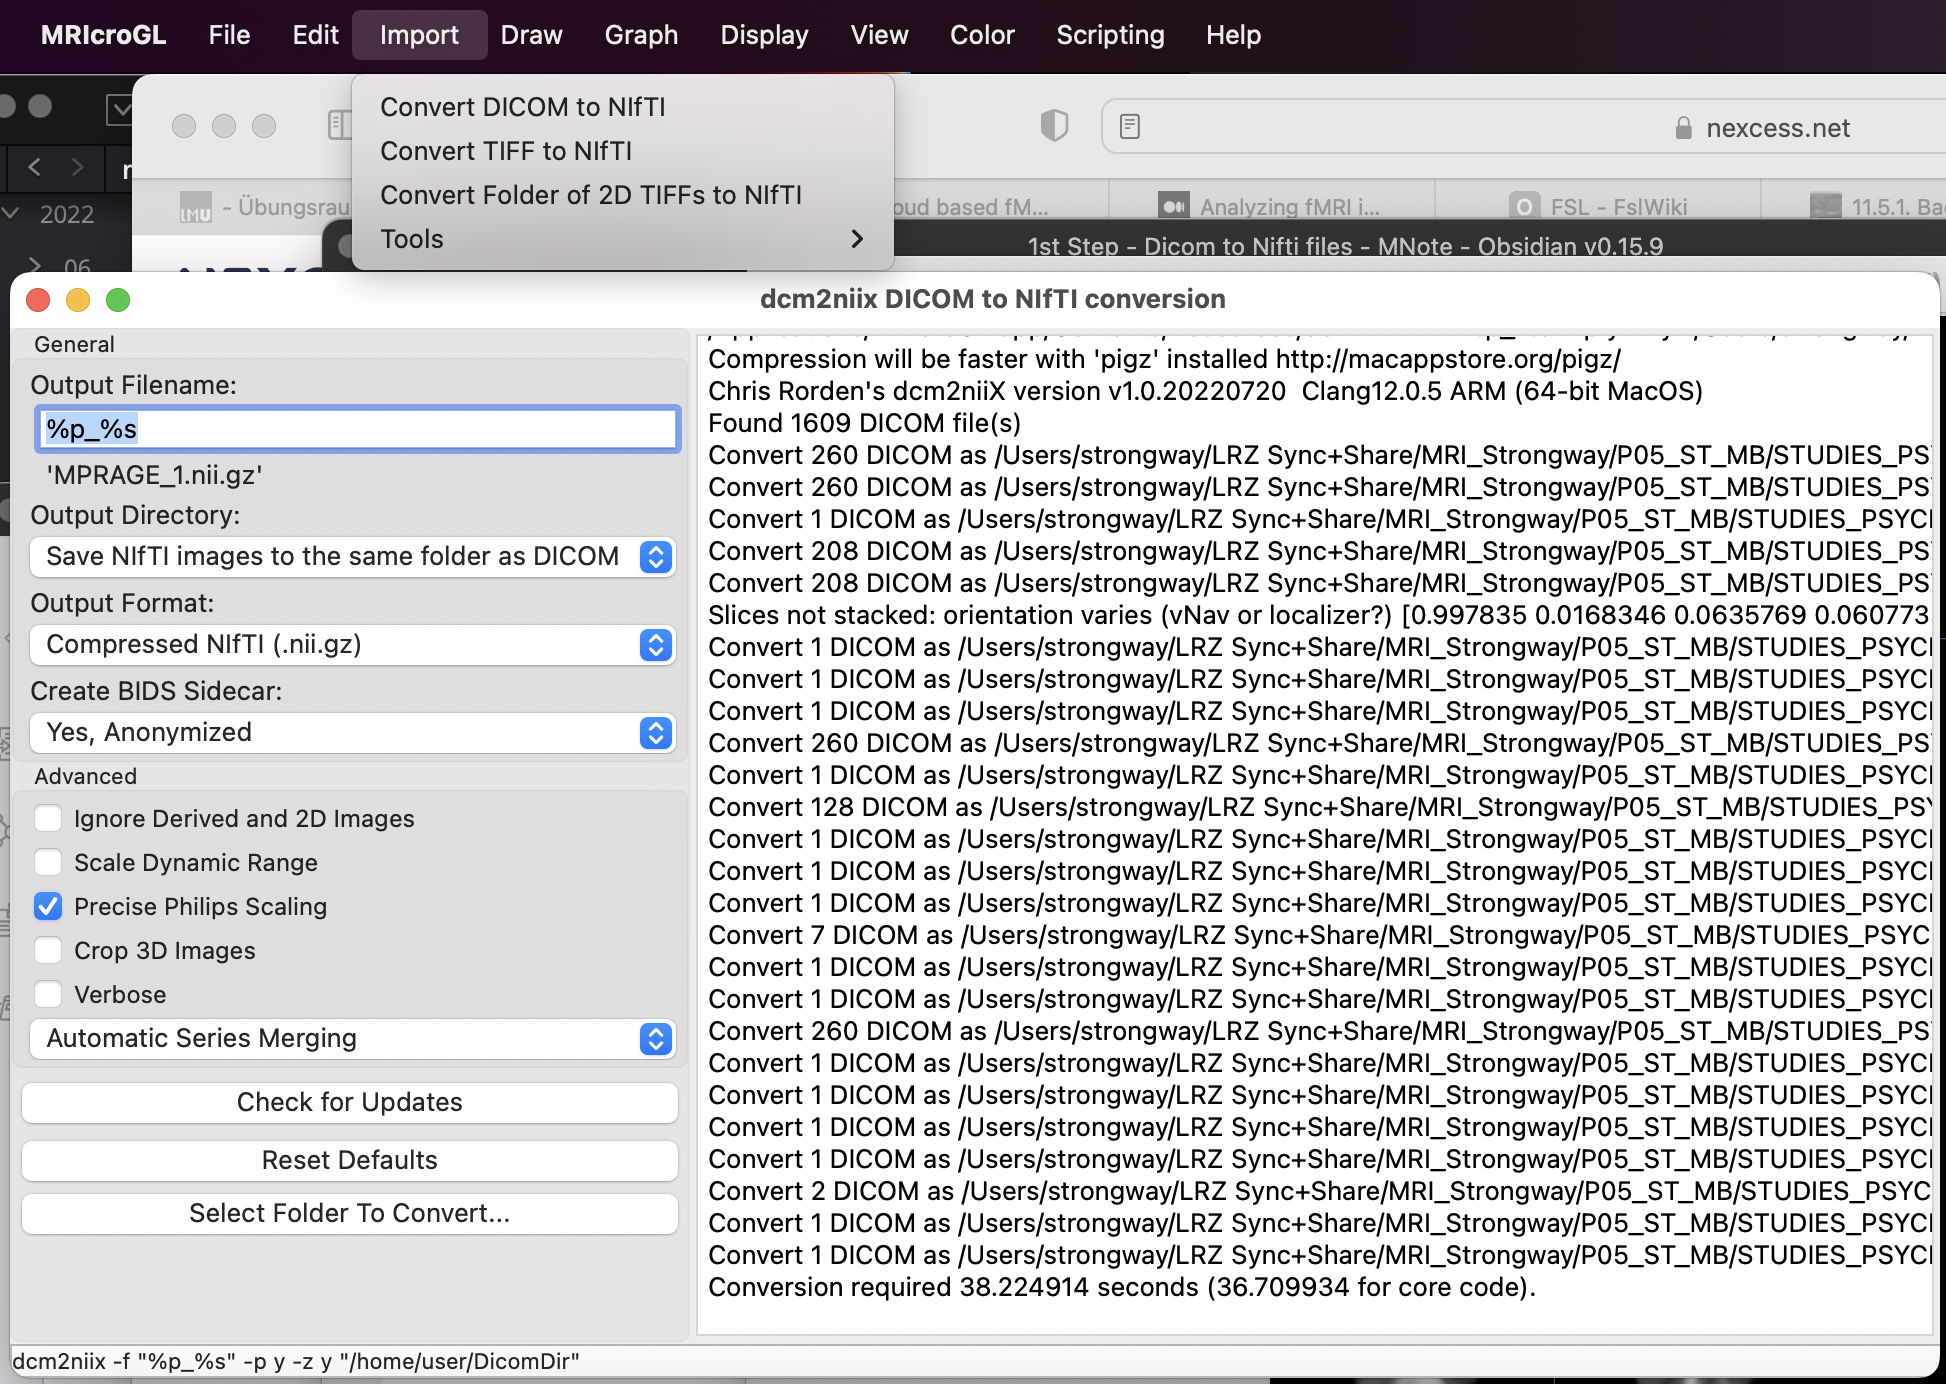 MRIcroGL File Edit Import Draw Graph Display View Color Scripting Help
Convert DICOM to NIfTI
Convert TIFF to NIfTI
Convert Folder of 2D TIFFs to NIfTI
Tools
nexcess.net
2022
06
LMU - Übungsrau
oud based fM...
Analyzing fMRI i...
FSL - FslWiki
11.5.1. Ba
1st Step - Dicom to Nifti files - MNote - Obsidian v0.15.9
dcm2niix DICOM to NIfTI conversion
General
Output Filename:
%p_%s
'MPRAGE_1.nii.gz'
Output Directory:
Save NIfTI images to the same folder as DICOM
Output Format:
Compressed NIfTI (.nii.gz)
Create BIDS Sidecar:
Yes, Anonymized
Advanced
Ignore Derived and 2D Images
Scale Dynamic Range
Precise Philips Scaling
Crop 3D Images
Verbose
Automatic Series Merging
Check for Updates
Reset Defaults
Select Folder To Convert...
Compression will be faster with 'pigz' installed http://macappstore.org/pigz/
Chris Rorden's dcm2niiX version v1.0.20220720 Clang12.0.5 ARM (64-bit MacOS)
Found 1609 DICOM file(s)
Convert 260 DICOM as /Users/strongway/LRZ Sync+Share/MRI_Strongway/P05_ST_MB/STUDIES_PS
Convert 260 DICOM as /Users/strongway/LRZ Sync+Share/MRI_Strongway/P05_ST_MB/STUDIES_PS
Convert 1 DICOM as /Users/strongway/LRZ Sync+Share/MRI_Strongway/P05_ST_MB/STUDIES_PSYC
Convert 208 DICOM as /Users/strongway/LRZ Sync+Share/MRI_Strongway/P05_ST_MB/STUDIES_PS
Convert 208 DICOM as /Users/strongway/LRZ Sync+Share/MRI_Strongway/P05_ST_MB/STUDIES_PS
Slices not stacked: orientation varies (vNav or localizer?) [0.997835 0.0168346 0.0635769 0.060773
Convert 1 DICOM as /Users/strongway/LRZ Sync+Share/MRI_Strongway/P05_ST_MB/STUDIES_PSYC
Convert 1 DICOM as /Users/strongway/LRZ Sync+Share/MRI_Strongway/P05_ST_MB/STUDIES_PSYC
Convert 1 DICOM as /Users/strongway/LRZ Sync+Share/MRI_Strongway/P05_ST_MB/STUDIES_PSYC
Convert 260 DICOM as /Users/strongway/LRZ Sync+Share/MRI_Strongway/P05_ST_MB/STUDIES_PS
Convert 1 DICOM as /Users/strongway/LRZ Sync+Share/MRI_Strongway/P05_ST_MB/STUDIES_PSYC
Convert 128 DICOM as /Users/strongway/LRZ Sync+Share/MRI_Strongway/P05_ST_MB/STUDIES_PSY
Convert 1 DICOM as /Users/strongway/LRZ Sync+Share/MRI_Strongway/P05_ST_MB/STUDIES_PSYC
Convert 1 DICOM as /Users/strongway/LRZ Sync+Share/MRI_Strongway/P05_ST_MB/STUDIES_PSYC
Convert 1 DICOM as /Users/strongway/LRZ Sync+Share/MRI_Strongway/P05_ST_MB/STUDIES_PSYC
Convert 7 DICOM as /Users/strongway/LRZ Sync+Share/MRI_Strongway/P05_ST_MB/STUDIES_PSYC
Convert 1 DICOM as /Users/strongway/LRZ Sync+Share/MRI_Strongway/P05_ST_MB/STUDIES_PSYC
Convert 1 DICOM as /Users/strongway/LRZ Sync+Share/MRI_Strongway/P05_ST_MB/STUDIES_PSYC
Convert 260 DICOM as /Users/strongway/LRZ Sync+Share/MRI_Strongway/P05_ST_MB/STUDIES_PS
Convert 1 DICOM as /Users/strongway/LRZ Sync+Share/MRI_Strongway/P05_ST_MB/STUDIES_PSYC
Convert 1 DICOM as /Users/strongway/LRZ Sync+Share/MRI_Strongway/P05_ST_MB/STUDIES_PSYC
Convert 1 DICOM as /Users/strongway/LRZ Sync+Share/MRI_Strongway/P05_ST_MB/STUDIES_PSYC
Convert 1 DICOM as /Users/strongway/LRZ Sync+Share/MRI_Strongway/P05_ST_MB/STUDIES_PSYC
Convert 2 DICOM as /Users/strongway/LRZ Sync+Share/MRI_Strongway/P05_ST_MB/STUDIES_PSYC
Convert 1 DICOM as /Users/strongway/LRZ Sync+Share/MRI_Strongway/P05_ST_MB/STUDIES_PSYC
Convert 1 DICOM as /Users/strongway/LRZ Sync+Share/MRI_Strongway/P05_ST_MB/STUDIES_PSYC
Conversion required 38.224914 seconds (36.709934 for core code).
dcm2niix -f "%p_%s" -p y -z y "/home/user/DicomDir"